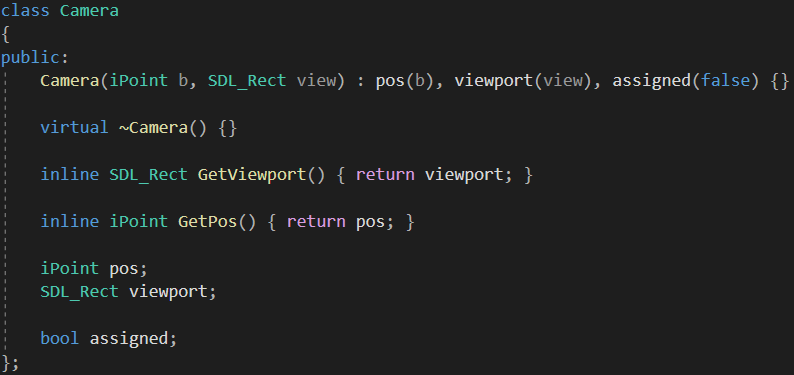 class Camera
{
public:
    Camera(iPoint b, SDL_Rect view) : pos(b), viewport(view), assigned(false) {}

    virtual ~Camera() {}

    inline SDL_Rect GetViewport() { return viewport; }

    inline iPoint GetPos() { return pos; }

    iPoint pos;
    SDL_Rect viewport;

    bool assigned;
};